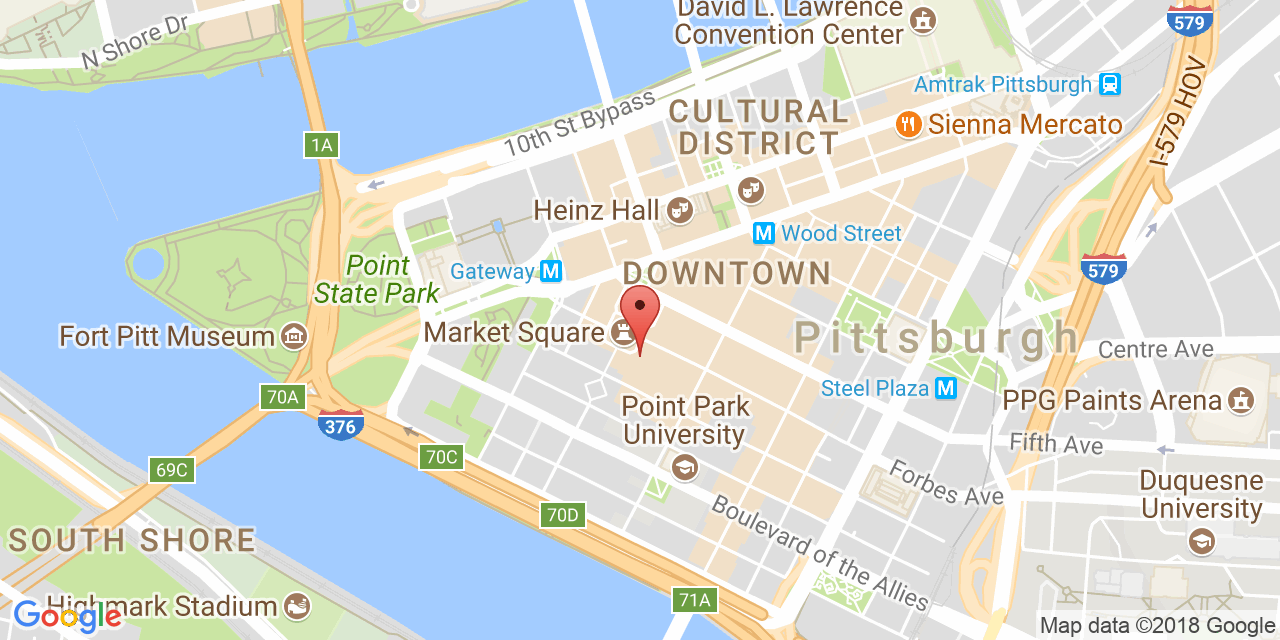 David L. Lawrence
Convention Center
N Shore Dr
579
I-579 HOV
Amtrak Pittsburgh
10th St Bypass
CULTURAL
DISTRICT
Sienna Mercato
1A
Heinz Hall
M Wood Street
Gateway M
DOWNTOWN
579
Point
State Park
Fort Pitt Museum
Market Square
Pittsburgh
Centre Ave
Steel Plaza M
70A
376
Point Park
University
PPG Paints Arena
Fifth Ave
69C
70C
Forbes Ave
Duquesne
University
70D
Boulevard of the Allies
SOUTH SHORE
71A
Highmark Stadium
Google
Map data ©2018 Google